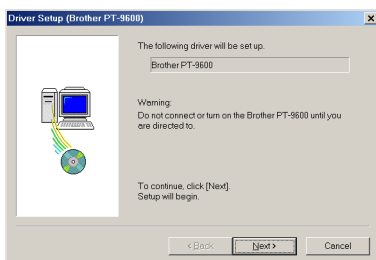 Driver Setup (Brother PT-9600)
The following driver will be set up.
Brother PT-9600
Warning:
Do not connect or turn on the Brother PT-9600 until you
are directed to.
To continue, click [Next].
Setup will begin.
< Back
Next >
Cancel